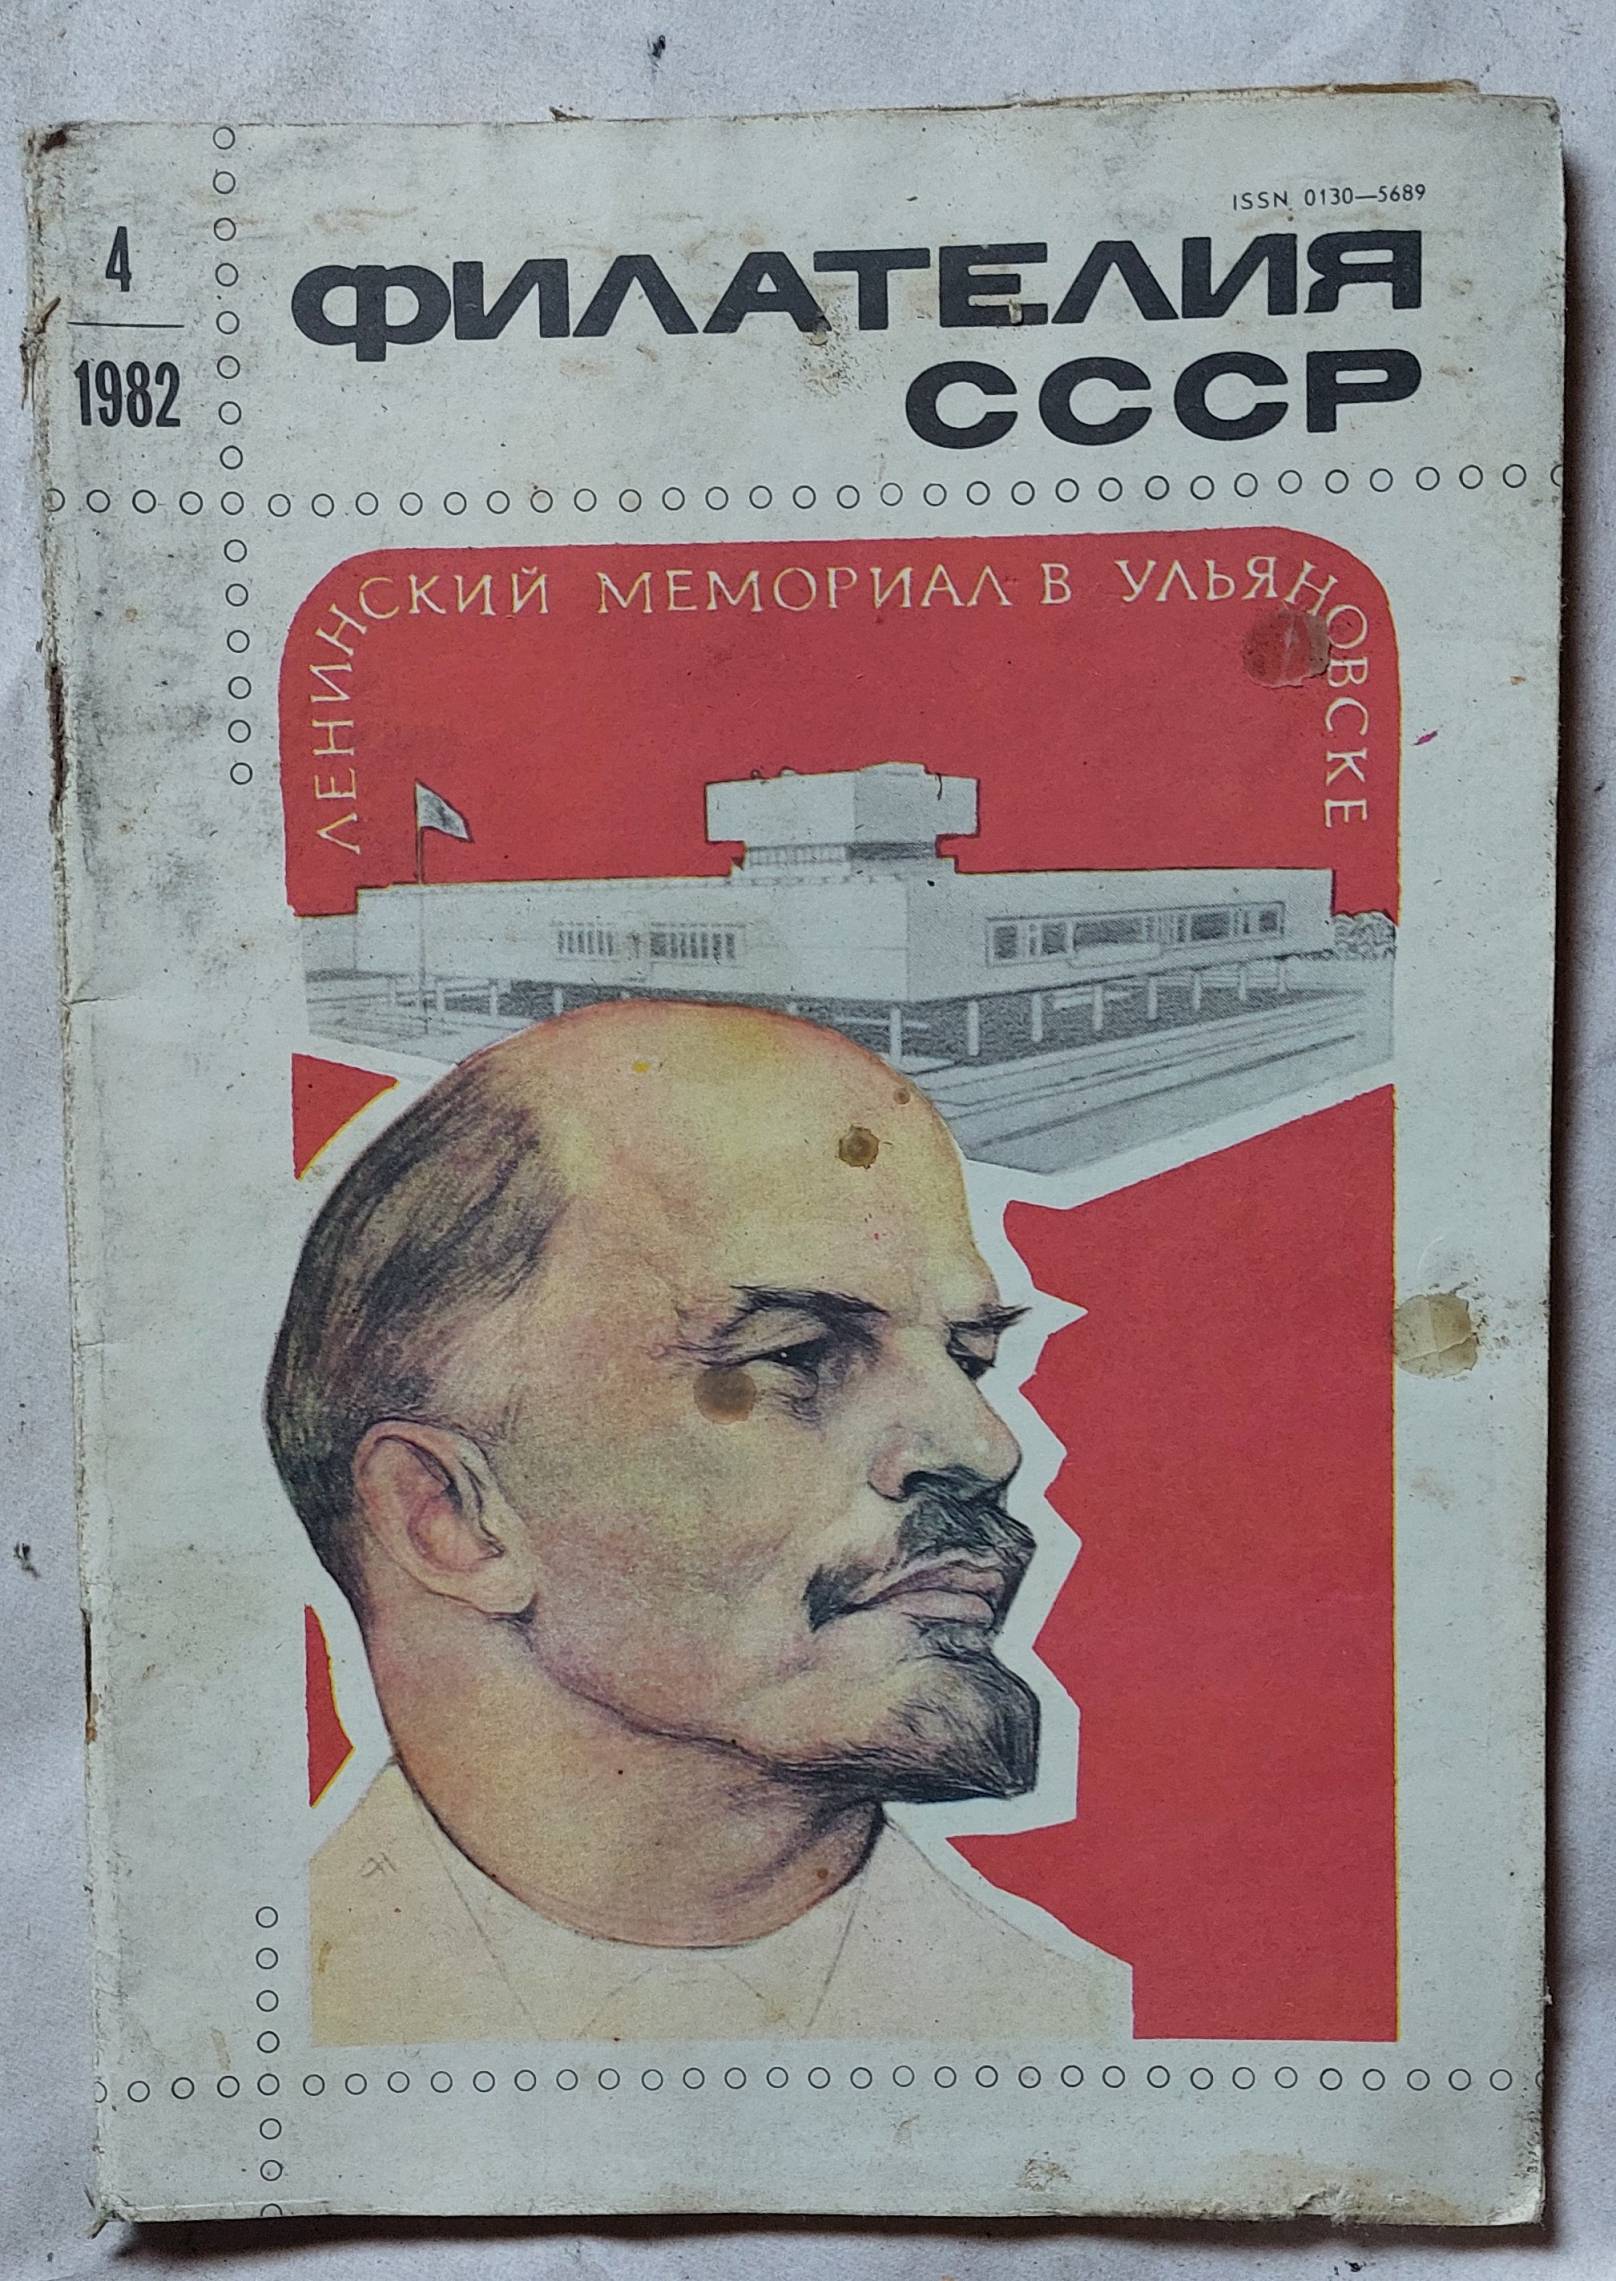 ISSN 0130—5689
4
1982
ФИЛАТЕЛИЯ
СССР
ЛЕНИНСКИЙ МЕМОРИАЛ В УЛЬЯНОВСКЕ